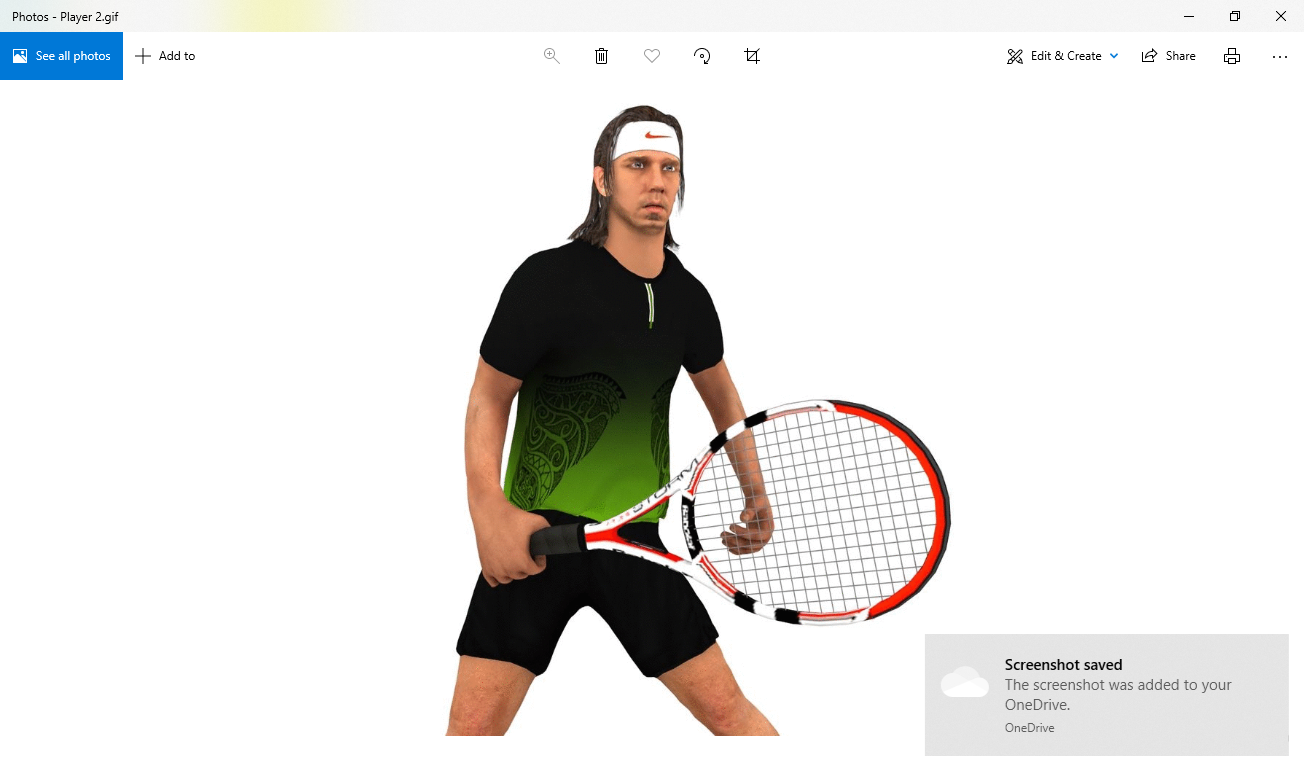 Photos - Player 2.gif
See all photos
Add to
Edit & Create
Share
STORM
Screenshot saved
The screenshot was added to your
OneDrive.
OneDrive